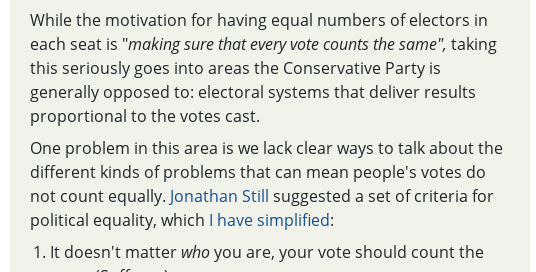 While the motivation for having equal numbers of electors in
each seat is "making sure that every vote counts the same", taking
this seriously goes into areas the Conservative Party is
generally opposed to: electoral systems that deliver results
proportional to the votes cast.
One problem in this area is we lack clear ways to talk about the
different kinds of problems that can mean people's votes do
not count equally. Jonathan Still suggested a set of criteria for
political equality, which I have simplified:
1. It doesn't matter who you are, your vote should count the